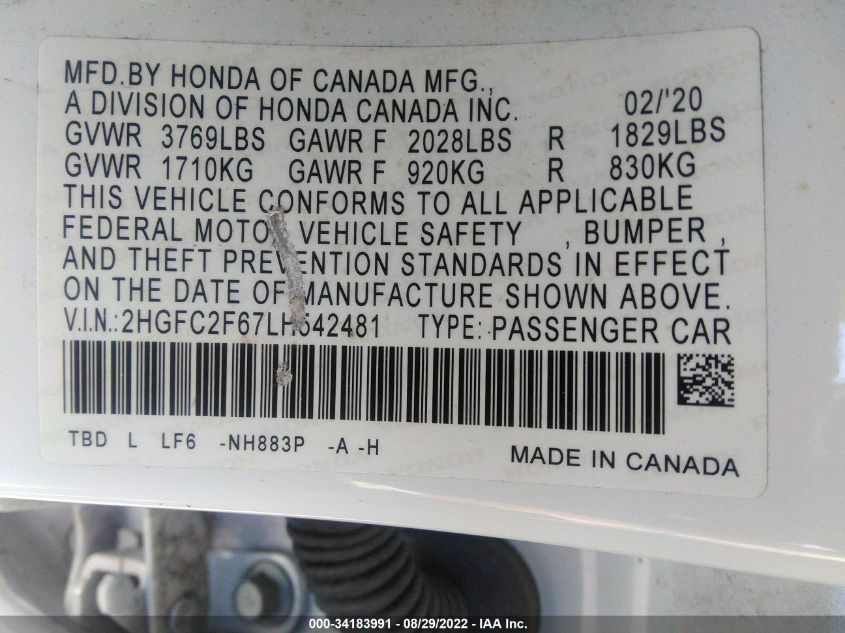 MFD.BY HONDA OF CANADA MFG.,
A DIVISION OF HONDA CANADA INC. 02/'20
GVWR 3769LBS GAWR F 2028LBS R 1829LBS
GVWR 1710KG GAWR F 920KG R 830KG
THIS VEHICLE CONFORMS TO ALL APPLICABLE
FEDERAL MOTOR VEHICLE SAFETY , BUMPER ,
AND THEFT PREVENTION STANDARDS IN EFFECT
ON THE DATE OF MANUFACTURE SHOWN ABOVE.
V.I.N.:2HGFC2F67LH542481 TYPE: PASSENGER CAR
TBD L LF6 -NH883P -A -H
MADE IN CANADA
000-34183991 - 08/29/2022 - IAA Inc.